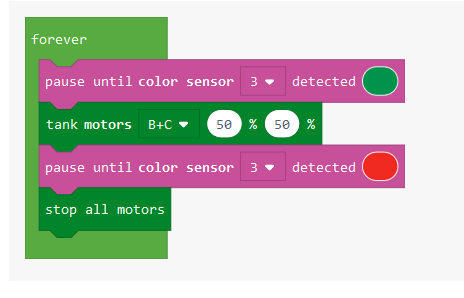 forever
pause until color sensor 3 detected
tank motors B+C 50 % 50 %
pause until color sensor 3 detected
stop all motors